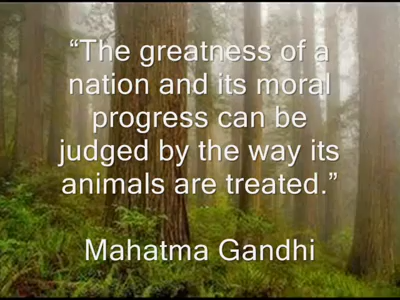 “The greatness of a
nation and its moral
progress can be
judged by the way its
animals are treated.”
Mahatma Gandhi